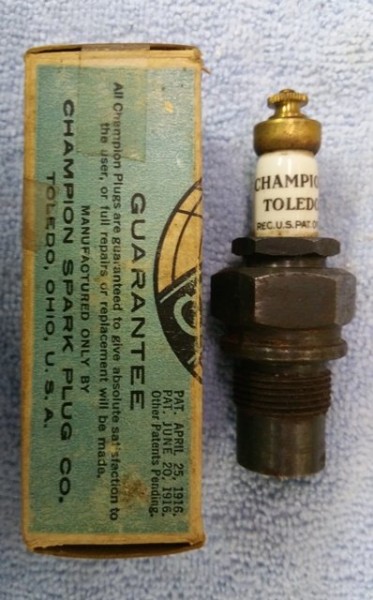 GUARANTEE
All Champion Plugs are guaranteed to give absolute satisfaction to
the user, or full repairs or replacement will be made.
MANUFACTURED ONLY BY
CHAMPION SPARK PLUG CO.
TOLEDO, OHIO, U. S. A.
PAT. APRIL 25, 1916.
PAT. JUNE 20, 1916.
Other Patents Pending.
CHAMPIO
TOLEDO
REC. U.S. PAT. O